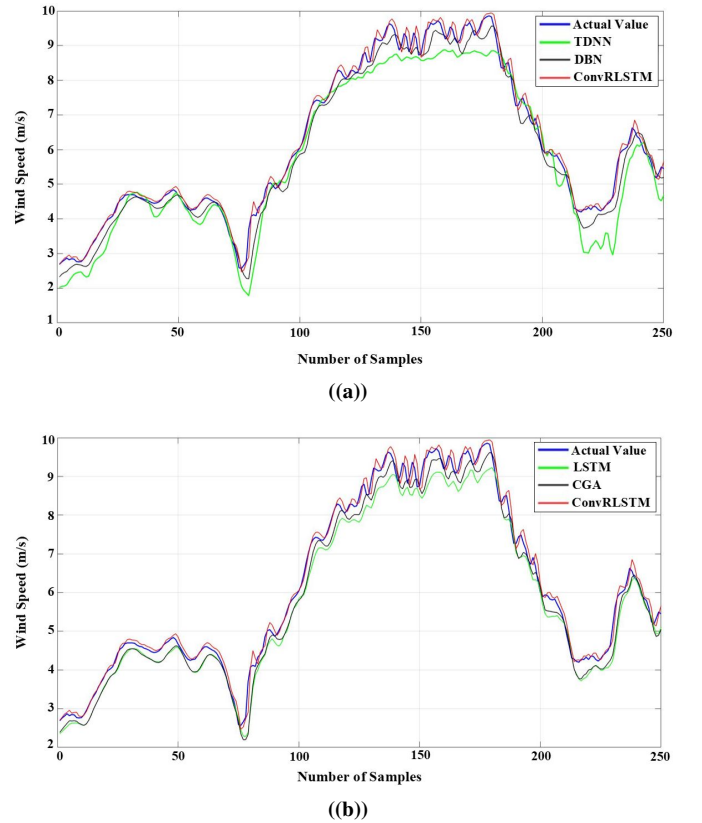 10
9
8
7
6
5
4
3
2
1
Wind Speed (m/s)
Actual Value
TDNN
DBN
ConvRLSTM
0 50 100 150 200 250
Number of Samples
((a))
10
9
8
7
6
5
4
3
2
Wind Speed (m/s)
Actual Value
LSTM
CGA
ConvRLSTM
0 50 100 150 200 250
Number of Samples
((b))